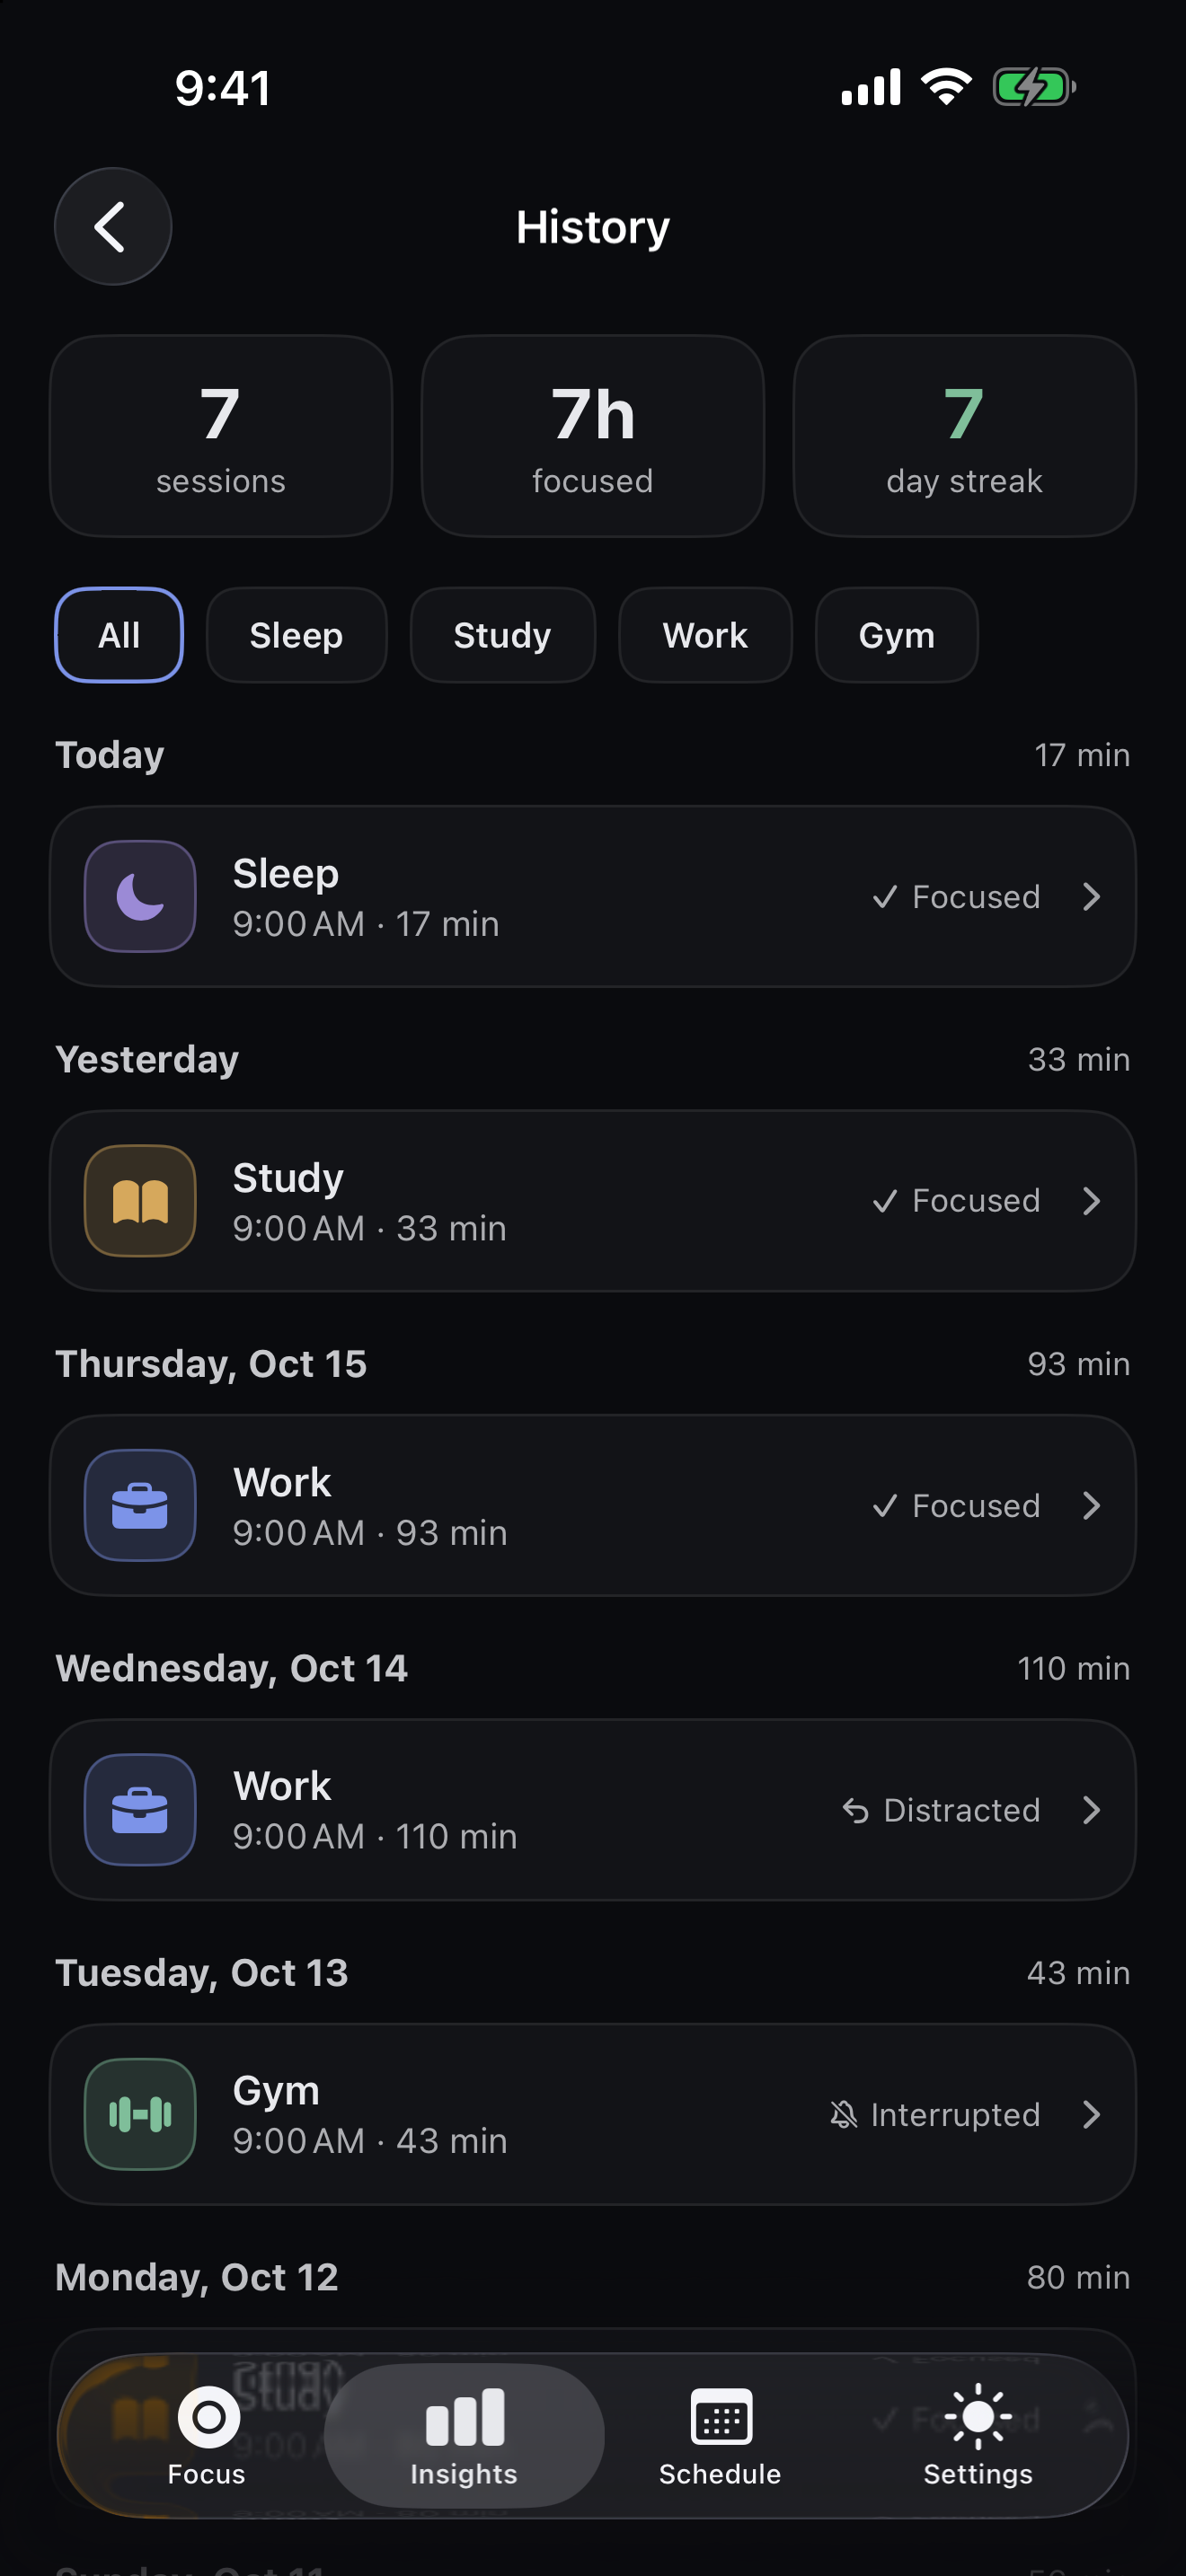 9:41
History
7
sessions
7h
focused
7
day streak
All
Sleep
Study
Work
Gym
Today
17 min
Sleep
9:00 AM · 17 min
Focused
Yesterday
33 min
Study
9:00 AM · 33 min
Focused
Thursday, Oct 15
93 min
Work
9:00 AM · 93 min
Focused
Wednesday, Oct 14
110 min
Work
9:00 AM · 110 min
Distracted
Tuesday, Oct 13
43 min
Gym
9:00 AM · 43 min
Interrupted
Monday, Oct 12
80 min
Study
Focus
Insights
Schedule
Settings